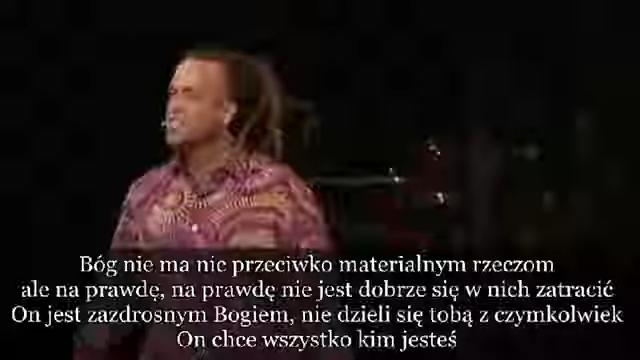 Bóg nie ma nic przeciwko materialnym rzeczom
ale na prawdę, na prawdę nie jest dobrze się w nich zatracić
On jest zazdrosnym Bogiem, nie dzieli się tobą z czymkolwiek
On chce wszystko kim jesteś